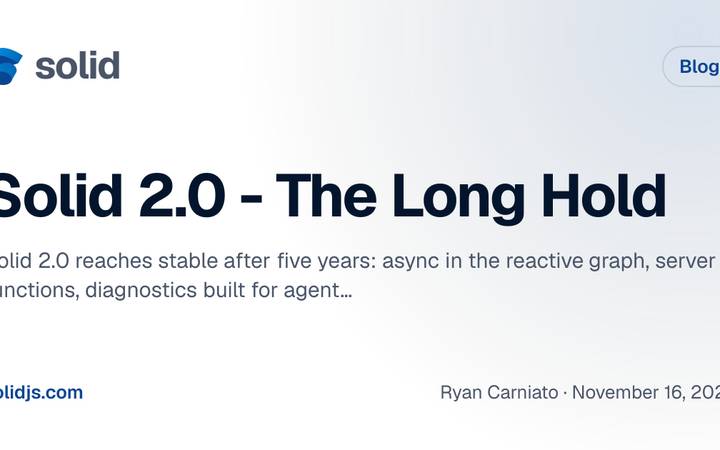 solid
Blog
Solid 2.0 - The Long Hold
olid 2.0 reaches stable after five years: async in the reactive graph, server
unctions, diagnostics built for agent...
olidjs.com
Ryan Carniato · November 16, 202